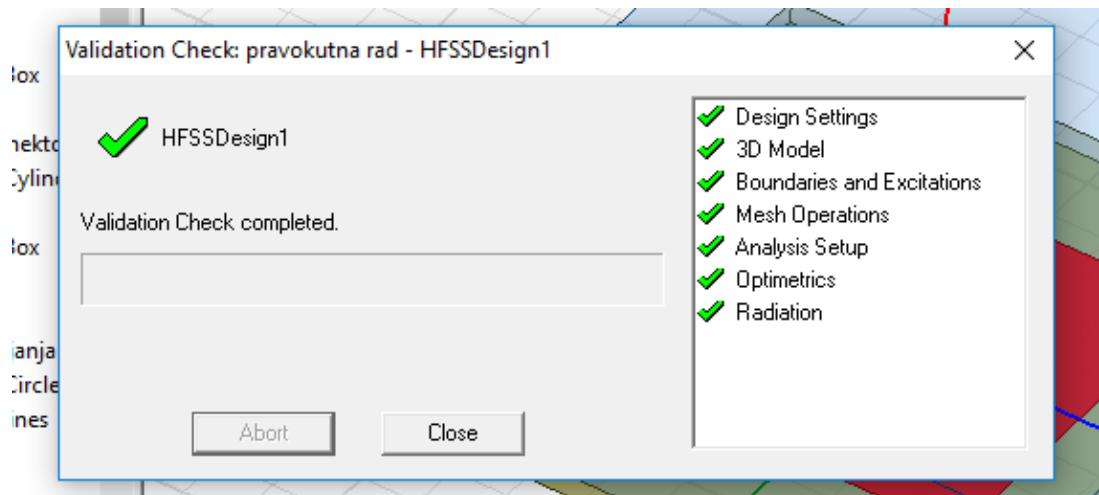 Validation Check: pravokutna rad - HFSSDesign1
HFSSDesign1
Validation Check completed.
Abort
Close
Design Settings
3D Model
Boundaries and Excitations
Mesh Operations
Analysis Setup
Optimetrics
Radiation